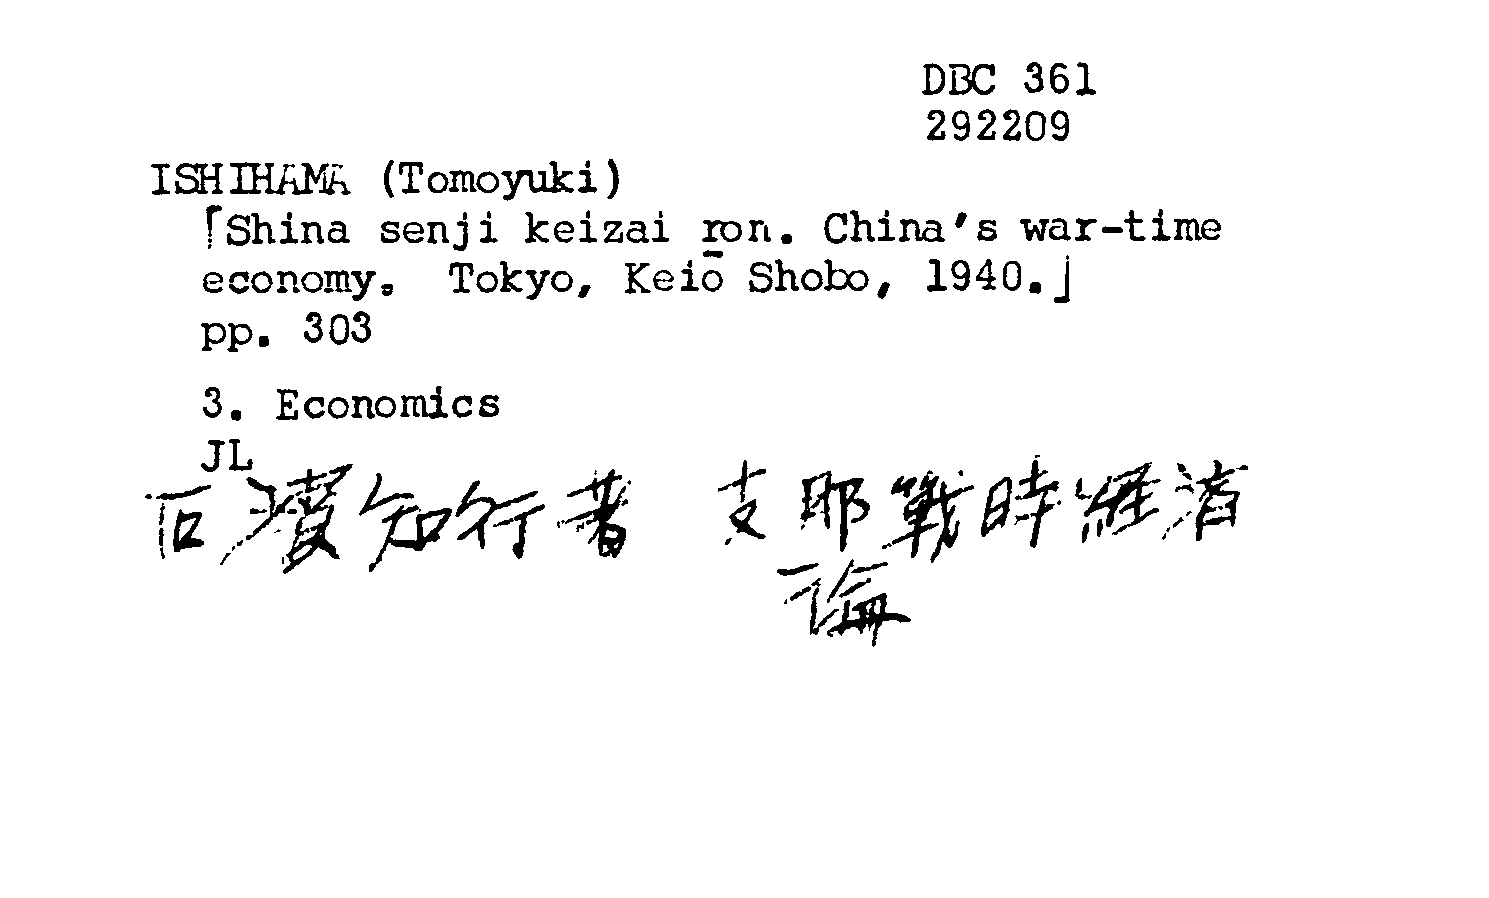 DBC 361
292209
ISHIHAMA (Tomoyuki)
「Shina senji keizai ron. China's war-time
economy. Tokyo, Keiō Shobo, 1940.」
pp. 303
3. Economics
JL
石濱知行著 支那戰時經済
論